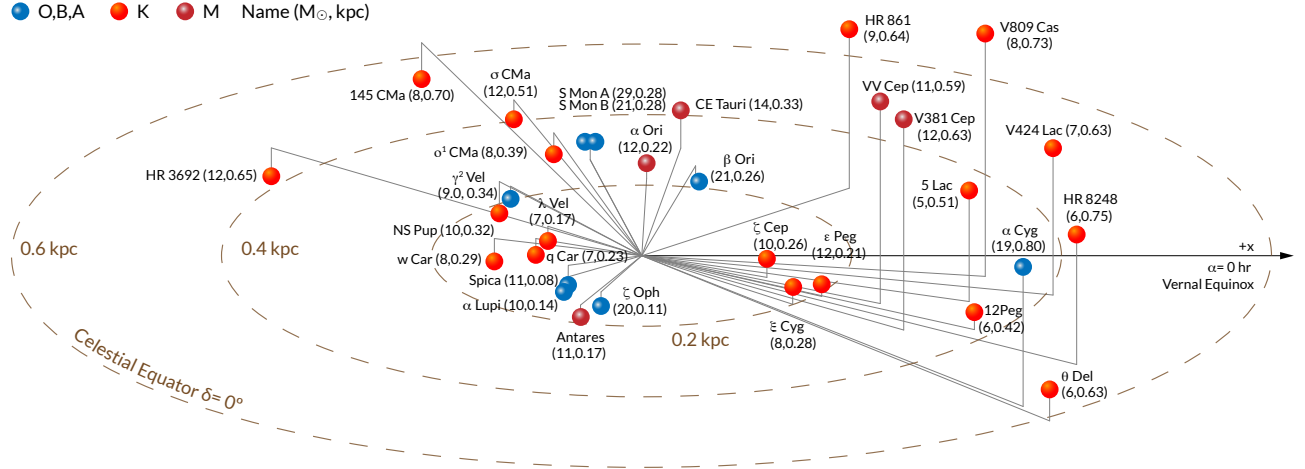 O,B,A K M Name (M☉, kpc)
HR 861
(9,0.64)
V809 Cas
(8,0.73)
145 CMa (8,0.70)
σ CMa
(12,0.51)
S Mon A (29,0.28)
S Mon B (21,0.28)
CE Tauri (14,0.33)
VV Cep (11,0.59)
V381 Cep
(12,0.63)
V424 Lac (7,0.63)
α Ori
(12,0.22)
σ¹ CMa (8,0.39)
β Ori
(21,0.26)
HR 3692 (12,0.65)
γ² Vel
(9.0, 0.34)
λ Vel
(7,0.17)
5 Lac
(5,0.51)
HR 8248
(6,0.75)
NS Pup (10,0.32)
ζ Cep
(10,0.26)
ε Peg
(12,0.21)
α Cyg
(19,0.80)
0.6 kpc
0.4 kpc
w Car (8,0.29)
q Car (7,0.23)
+x
α= 0 hr
Vernal Equinox
Spica (11,0.08)
α Lupi (10,0.14)
ζ Oph
(20,0.11)
12Peg
(6,0.42)
ξ Cyg
(8,0.28)
Antares
(11,0.17)
0.2 kpc
θ Del
(6,0.63)
Celestial Equator δ= 0°